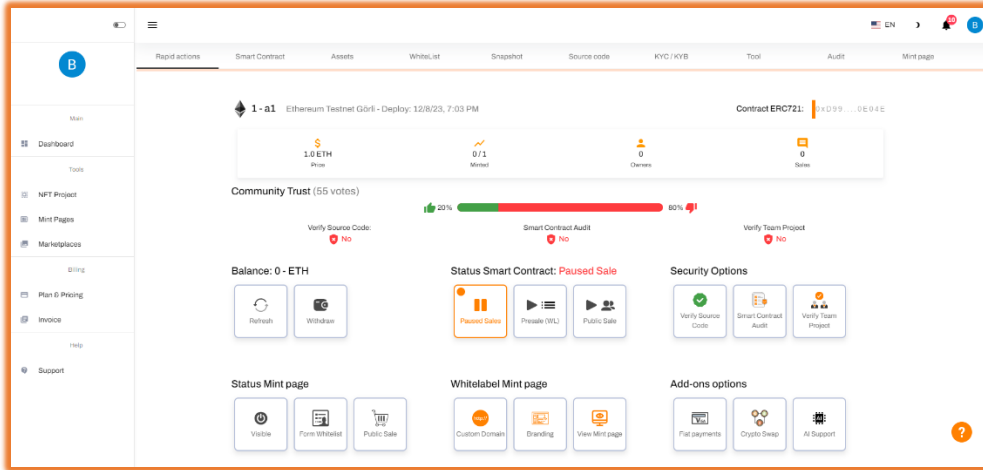 EN
10
B
B
Main
Dashboard
Tools
NFT Project
Mint Pages
Marketplaces
Billing
Plan & Pricing
Invoice
Help
Support
Rapid actions Smart Contract Assets WhiteList Snapshot Source code KYC / KYB Tool Audit Mint page
1 - a1 Ethereum Testnet Görli - Deploy: 12/8/23, 7:03 PM Contract ERC721: 0xD99....0E04E
1.0 ETH 0 / 1 0 0
Price Minted Owners Sales
Community Trust (55 votes)
20% 80%
Verify Source Code: Smart Contract Audit Verify Team Project
No No No
Balance: 0 - ETH Status Smart Contract: Paused Sale Security Options
Refresh Withdraw Paused Sales Presale (WL) Public Sale Verify Source Code Smart Contract Audit Verify Team Project
Status Mint page Whitelabel Mint page Add-ons options
Visible Form Whitelist Public Sale Custom Domain Branding View Mint page Fiat payments Crypto Swap AI Support
?